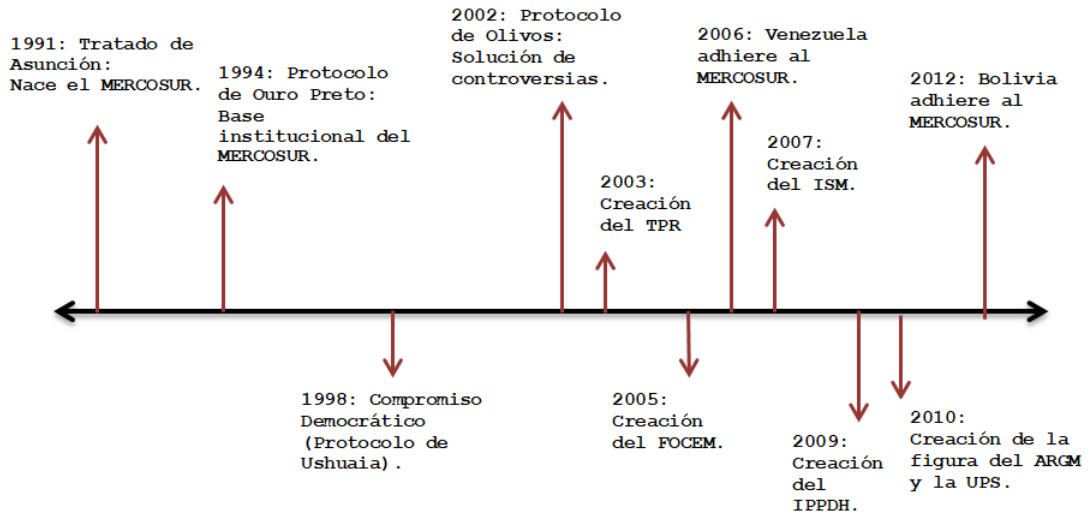 1991: Tratado de
Asunción:
Nace el MERCOSUR.
1994: Protocolo
de Ouro Preto:
Base
institucional del
MERCOSUR.
1998: Compromiso
Democrático
(Protocolo de
Ushuaia).
2002: Protocolo
de Olivos:
Solución de
controversias.
2003:
Creación
del TPR
2005:
Creación
del FOCEM.
2006: Venezuela
adhiere al
MERCOSUR.
2007:
Creación
del ISM.
2009:
Creación
del
IPPDH.
2010:
Creación de la
figura del ARGM
y la UPS.
2012: Bolivia
adhiere al
MERCOSUR.